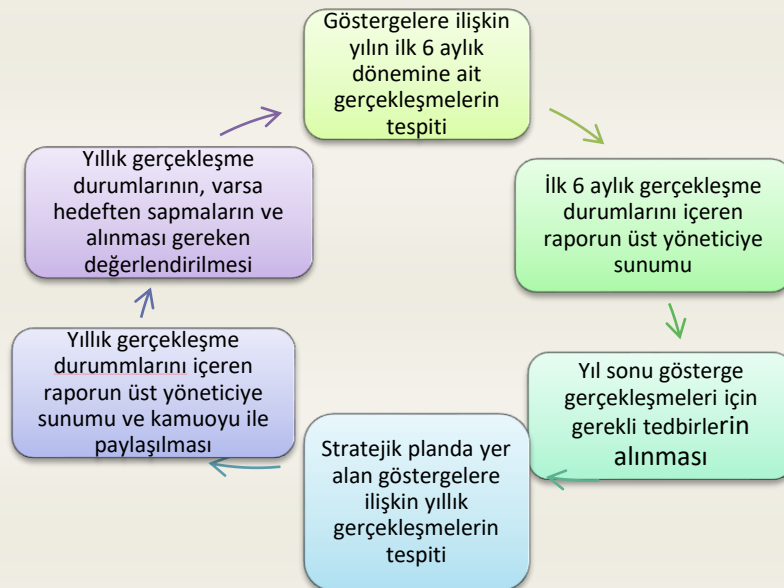 Göstergelere ilişkin
yılın ilk 6 aylık
dönemine ait
gerçekleşmelerin
tespiti
İlk 6 aylık gerçekleşme
durumlarını içeren
raporun üst yöneticiye
sunumu
Yıl sonu gösterge
gerçekleşmeleri için
gerekli tedbirlerin
alınması
Stratejik planda yer
alan göstergelere
ilişkin yıllık
gerçekleşmelerin
tespiti
Yıllık gerçekleşme
durummlarını içeren
raporun üst yöneticiye
sunumu ve kamuoyu ile
paylaşılması
Yıllık gerçekleşme
durumlarının, varsa
hedeften sapmaların ve
alınması gereken
değerlendirilmesi